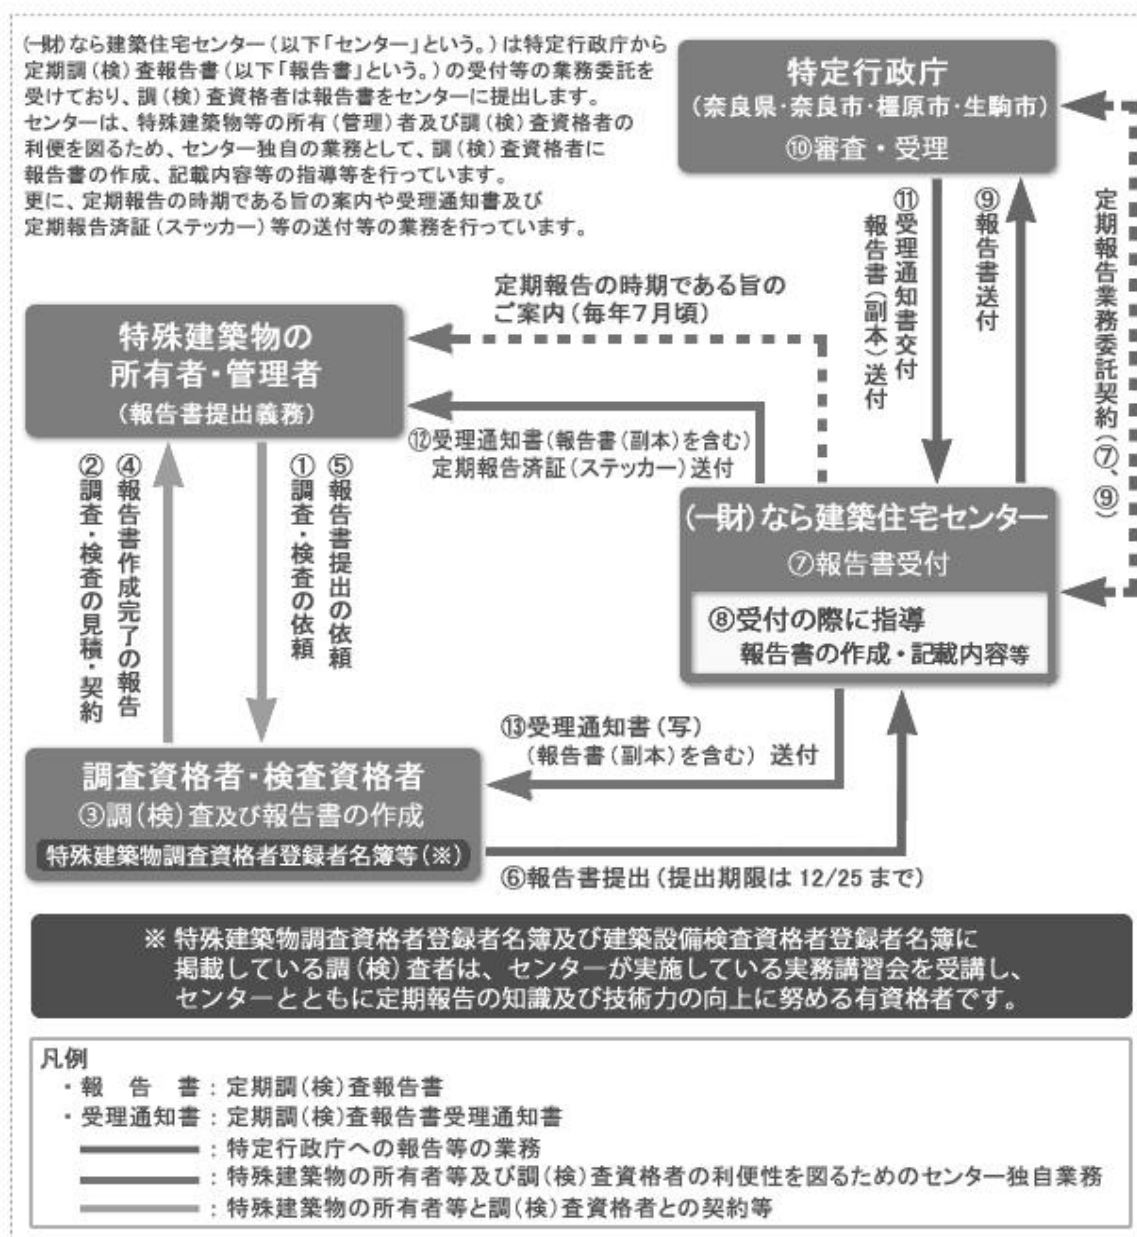 (一財)なら建築住宅センター(以下「センター」という。)は特定行政庁から
定期調(検)査報告書(以下「報告書」という。)の受付等の業務委託を
受けており、調(検)査資格者は報告書をセンターに提出します。
センターは、特殊建築物等の所有(管理)者及び調(検)査資格者の
利便を図るため、センター独自の業務として、調(検)査資格者に
報告書の作成、記載内容等の指導等を行っています。
更に、定期報告の時期である旨の案内や受理通知書及び
定期報告済証(ステッカー)等の送付等の業務を行っています。
特定行政庁
(奈良県・奈良市・橿原市・生駒市)
⑩審査・受理
⑪受理通知書交付
報告書(副本)送付
⑨報告書送付
定期報告業務委託契約(⑦、⑨)
定期報告の時期である旨の
ご案内(毎年7月頃)
特殊建築物の
所有者・管理者
(報告書提出義務)
⑫受理通知書(報告書(副本)を含む)
定期報告済証(ステッカー)送付
②調査・検査の見積・契約
④報告書作成完了の報告
①調査・検査の依頼
⑤報告書提出の依頼
(一財)なら建築住宅センター
⑦報告書受付
⑧受付の際に指導
報告書の作成・記載内容等
⑬受理通知書(写)
(報告書(副本)を含む) 送付
調査資格者・検査資格者
③調(検)査及び報告書の作成
特殊建築物調査資格者登録者名簿等(※)
⑥報告書提出(提出期限は 12/25 まで)
※ 特殊建築物調査資格者登録者名簿及び建築設備検査資格者登録者名簿に
掲載している調(検)査者は、センターが実施している実務講習会を受講し、
センターとともに定期報告の知識及び技術力の向上に努める有資格者です。
凡例
・報 告 書:定期調(検)査報告書
・受理通知書:定期調(検)査報告書受理通知書
:特定行政庁への報告等の業務
:特殊建築物の所有者等及び調(検)査資格者の利便性を図るためのセンター独自業務
:特殊建築物の所有者等と調(検)査資格者との契約等